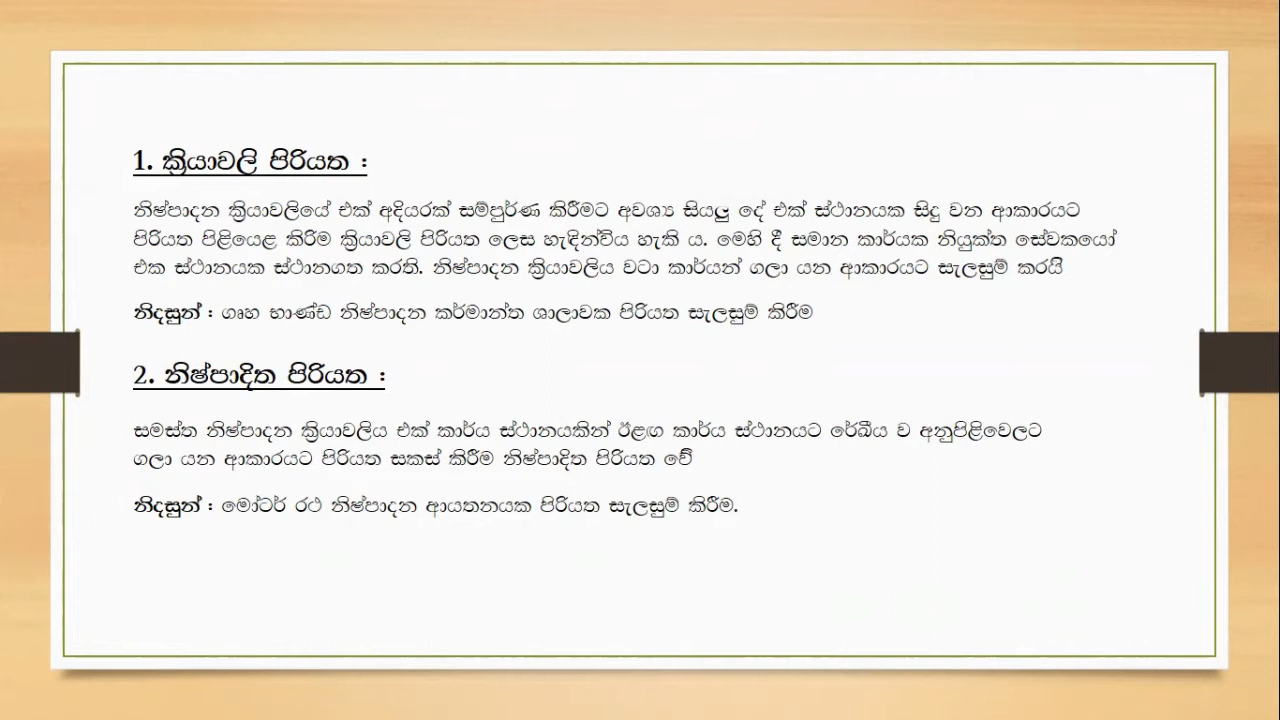 1. ක්‍රියාවලි පිරියත :
නිෂ්පාදන ක්‍රියාවලියේ එක් අදියරක් සම්පුර්ණ කිරීමට අවශ්‍ය සියලු දේ එක් ස්ථානයක සිදු වන ආකාරයට
පිරියත පිළියෙළ කිරිම ක්‍රියාවලි පිරියත ලෙස හැඳින්විය හැකි ය. මෙහි දී සමාන කාර්යක නියුක්ත සේවකයෝ
එක ස්ථානයක ස්ථානගත කරති. නිෂ්පාදන ක්‍රියාවලිය වටා කාර්යන් ගලා යන ආකාරයට සැලසුම් කරයි
නිදසුන් : ගෘහ භාණ්ඩ නිෂ්පාදන කර්මාන්ත ශාලාවක පිරියත සැලසුම් කිරීම
2. නිෂ්පාදිත පිරියත :
සමස්ත නිෂ්පාදන ක්‍රියාවලිය එක් කාර්ය ස්ථානයකින් ඊළඟ කාර්ය ස්ථානයට රේඛීය ව අනුපිළිවෙලට
ගලා යන ආකාරයට පිරියත සකස් කිරීම නිෂ්පාදිත පිරියත වේ
නිදසුන් : මෝටර් රථ නිෂ්පාදන ආයතනයක පිරියත සැලසුම් කිරීම.